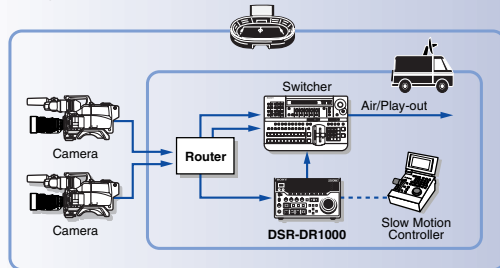 Switcher
Air/Play-out
Camera
Router
Camera
DSR-DR1000
Slow Motion
Controller